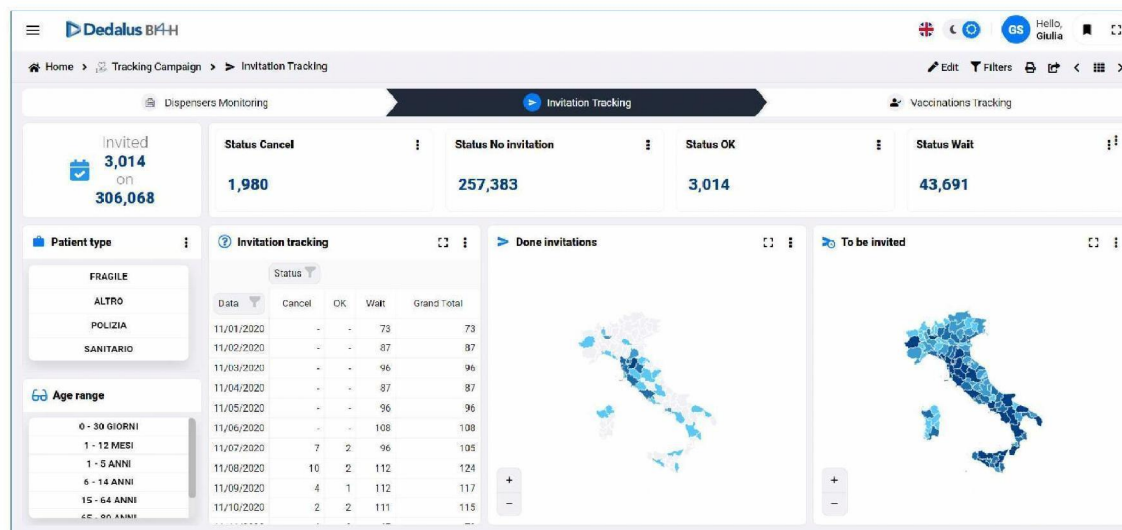 Dedalus BI4H
Hello,
GS Giulia
Home > Tracking Campaign > Invitation Tracking
Edit Filters
Dispensers Monitoring
Invitation Tracking
Vaccinations Tracking
Invited
3,014
on
306,068
Status Cancel
1,980
Status No invitation
257,383
Status OK
3,014
Status Wait
43,691
Patient type
FRAGILE
ALTRO
POLIZIA
SANITARIO
Age range
0 - 30 GIORNI
1 - 12 MESI
1 - 5 ANNI
6 - 14 ANNI
15 - 64 ANNI
65 - 80 ANNI
Invitation tracking
Status
Data Cancel OK Wait Grand Total
11/01/2020 - - 73 73
11/02/2020 - - 87 87
11/03/2020 - - 96 96
11/04/2020 - - 87 87
11/05/2020 - - 96 96
11/06/2020 - - 108 108
11/07/2020 7 2 96 105
11/08/2020 10 2 112 124
11/09/2020 4 1 112 117
11/10/2020 2 2 111 115
Done invitations
+
-
To be invited
+
-